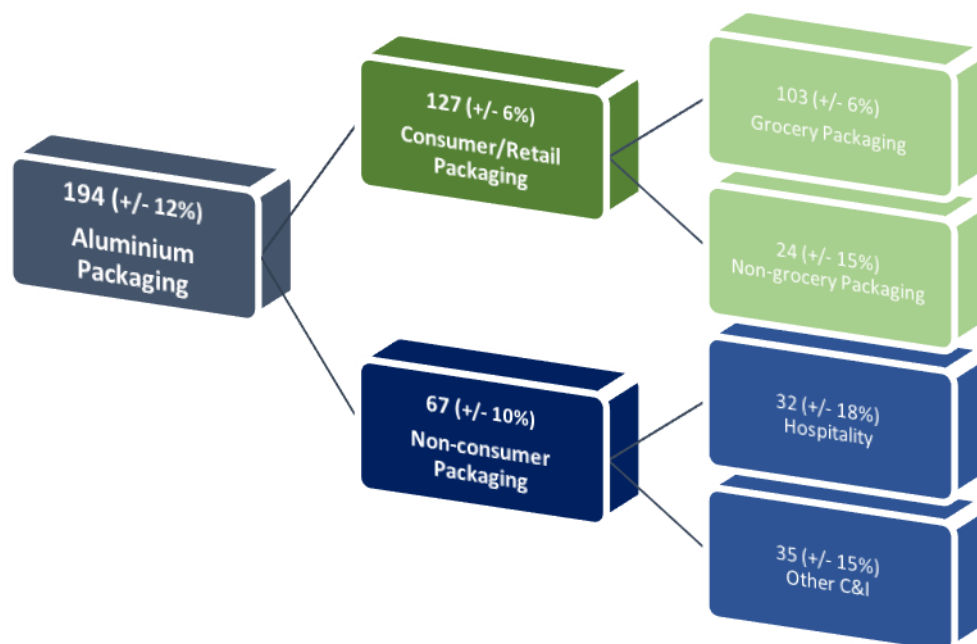 194 (+/- 12%)
Aluminium
Packaging
127 (+/- 6%)
Consumer/Retail
Packaging
103 (+/- 6%)
Grocery Packaging
24 (+/- 15%)
Non-grocery Packaging
67 (+/- 10%)
Non-consumer
Packaging
32 (+/- 18%)
Hospitality
35 (+/- 15%)
Other C&I